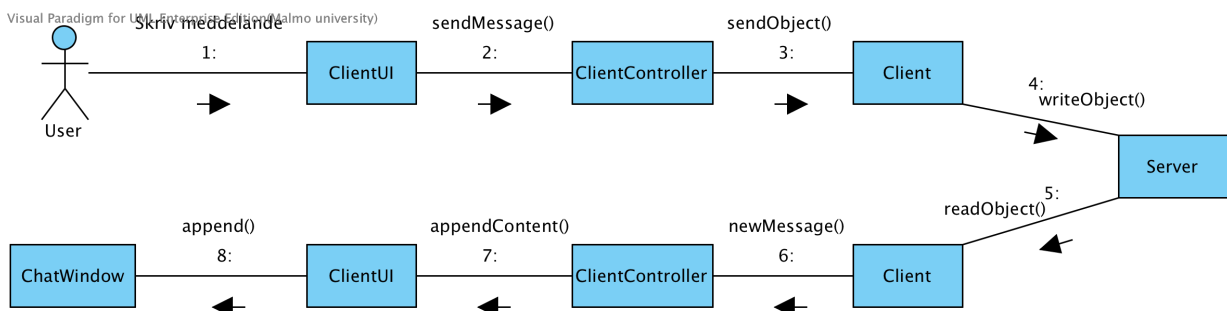 Visual Paradigm for UML Enterprise Edition(Malmo university)
Skriv meddelande
1:
sendMessage()
2:
sendObject()
3:
User
ClientUI
ClientController
Client
4:
writeObject()
Server
5:
readObject()
append()
8:
appendContent()
7:
newMessage()
6:
ChatWindow
ClientUI
ClientController
Client